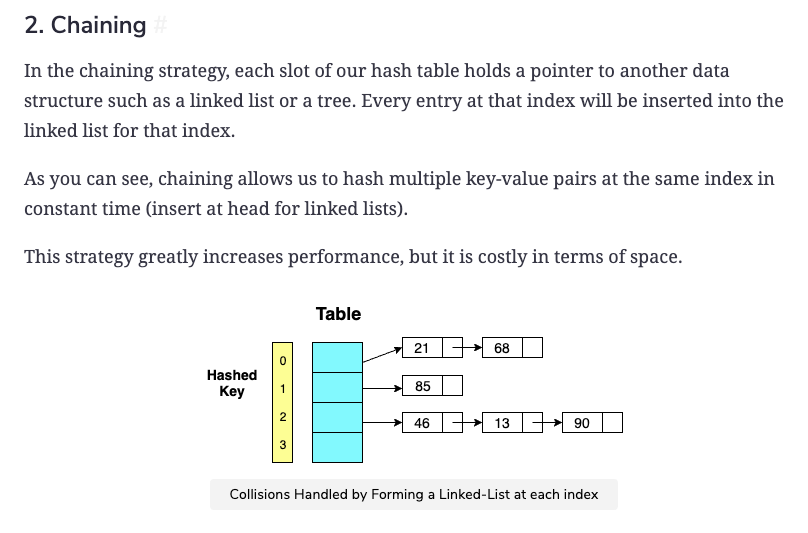 2. Chaining #
In the chaining strategy, each slot of our hash table holds a pointer to another data
structure such as a linked list or a tree. Every entry at that index will be inserted into the
linked list for that index.
As you can see, chaining allows us to hash multiple key-value pairs at the same index in
constant time (insert at head for linked lists).
This strategy greatly increases performance, but it is costly in terms of space.
Table
Hashed
Key
0
1
2
3
21 68
85
46 13 90
Collisions Handled by Forming a Linked-List at each index